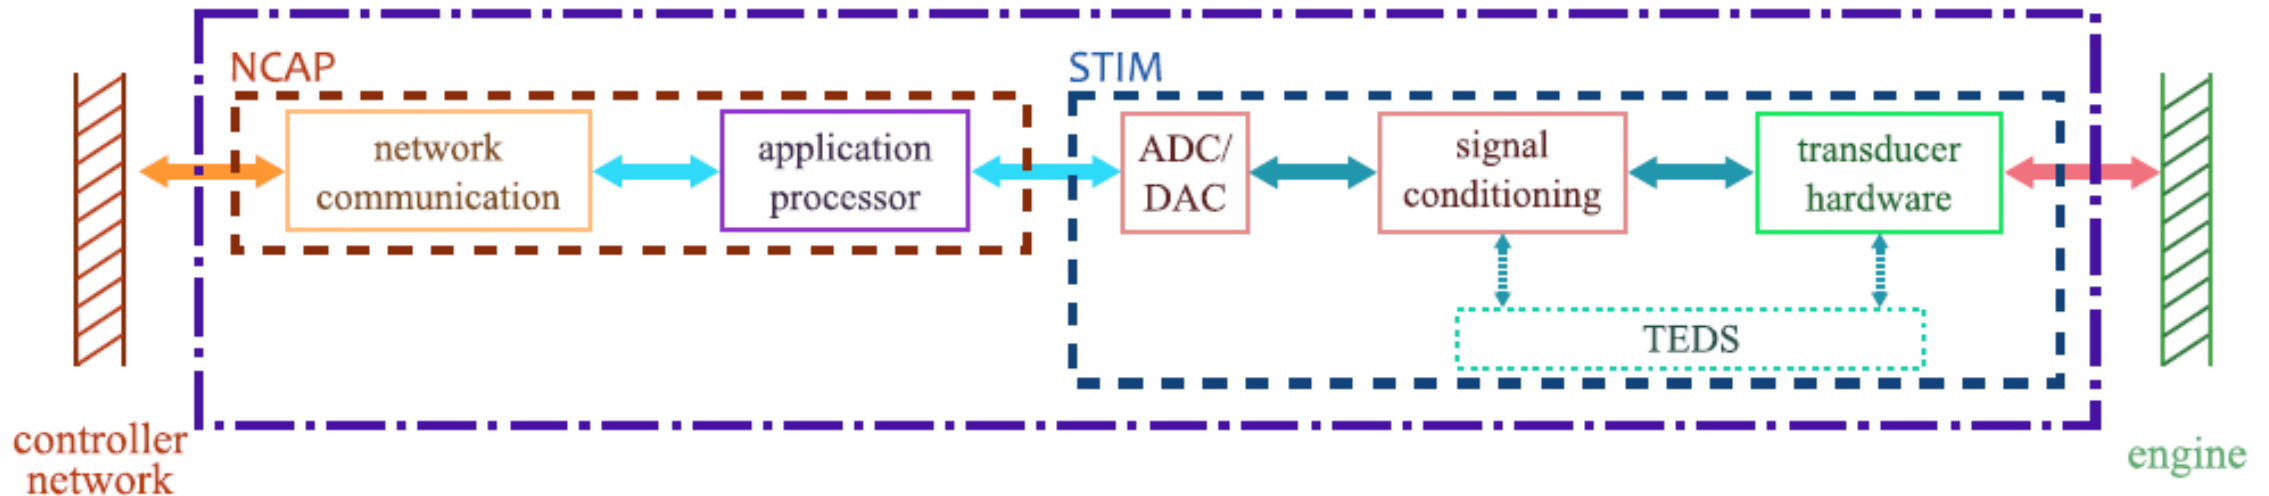 NCAP
STIM
network
communication
application
processor
ADC/
DAC
signal
conditioning
transducer
hardware
TEDS
controller
network
engine